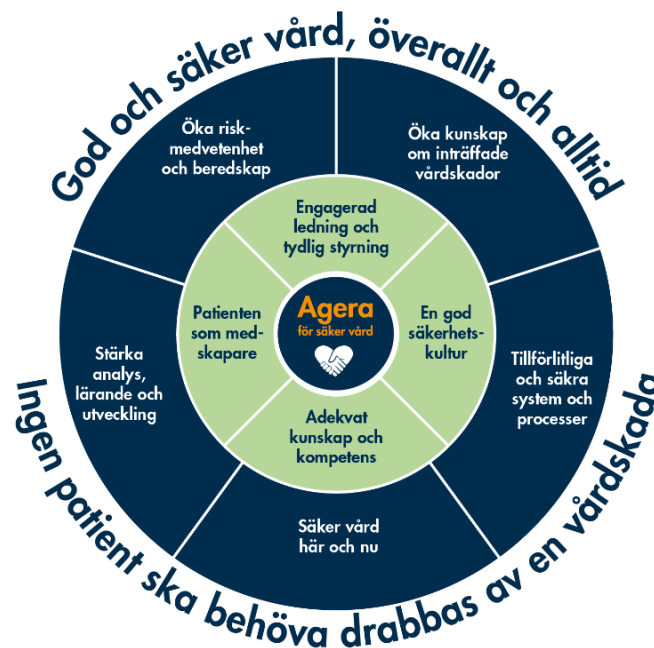 God och säker vård, överallt och alltid
Öka risk-
medvetenhet
och beredskap
Öka kunskap
om inträffade
vårdskador
Engagerad
ledning och
tydlig styrning
Patienten
som med-
skapare
Agera
för säker vård
En god
säkerhets-
kultur
Stärka
analys,
lärande och
utveckling
Tillförlitliga
och säkra
system och
processer
Adekvat
kunskap och
kompetens
Säker vård
här och nu
Ingen patient ska behöva drabbas av en vårdskada